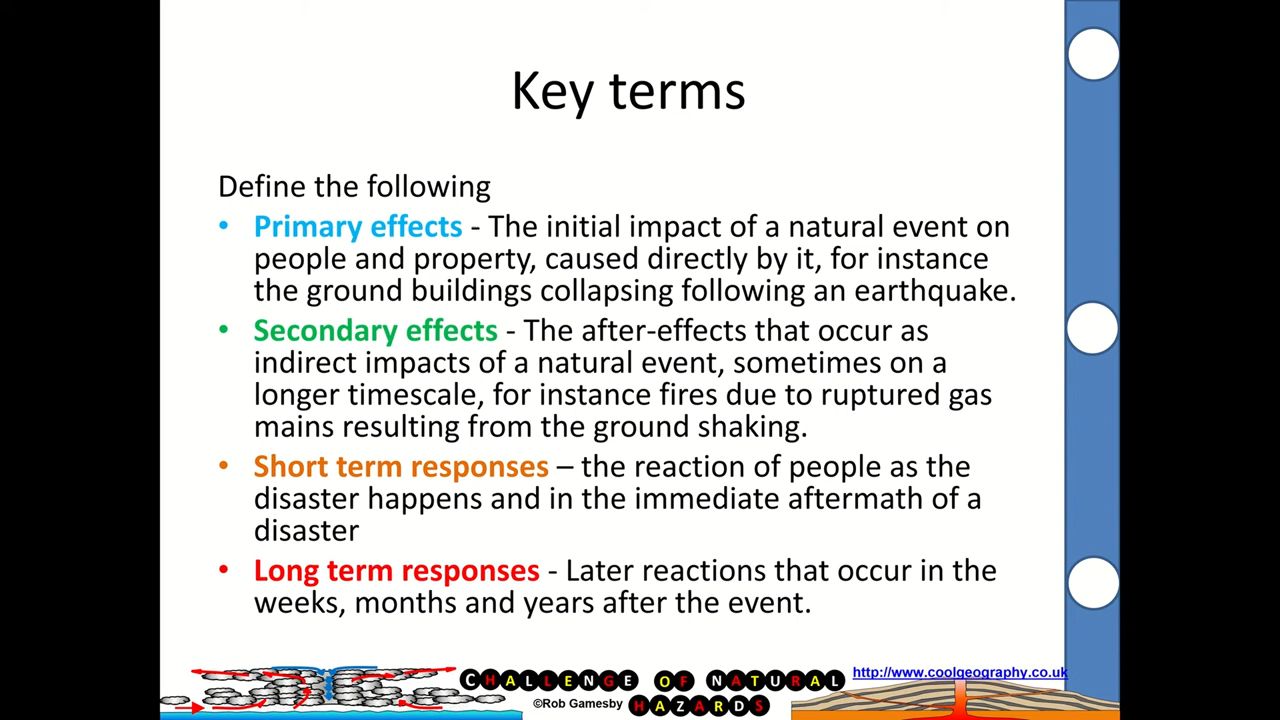 Key terms
Define the following
• Primary effects - The initial impact of a natural event on
people and property, caused directly by it, for instance
the ground buildings collapsing following an earthquake.
• Secondary effects - The after-effects that occur as
indirect impacts of a natural event, sometimes on a
longer timescale, for instance fires due to ruptured gas
mains resulting from the ground shaking.
• Short term responses – the reaction of people as the
disaster happens and in the immediate aftermath of a
disaster
• Long term responses - Later reactions that occur in the
weeks, months and years after the event.
CHALLENGE OF NATURAL
http://www.coolgeography.co.uk
©Rob Gamesby HAZARDS